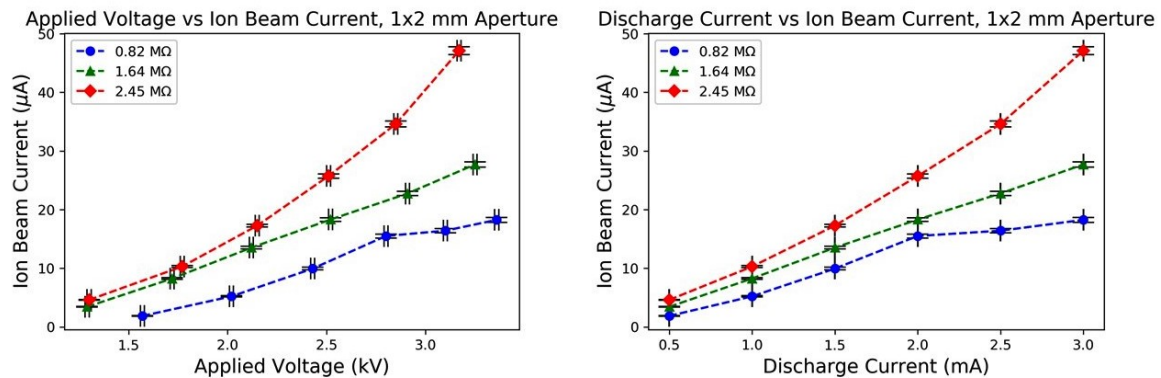 Applied Voltage vs Ion Beam Current, 1x2 mm Aperture
50
40
30
20
10
0
Ion Beam Current (μA)
0.82 MΩ
1.64 MΩ
2.45 MΩ
1.5 2.0 2.5 3.0
Applied Voltage (kV)
Discharge Current vs Ion Beam Current, 1x2 mm Aperture
50
40
30
20
10
0
Ion Beam Current (μA)
0.82 MΩ
1.64 MΩ
2.45 MΩ
0.5 1.0 1.5 2.0 2.5 3.0
Discharge Current (mA)